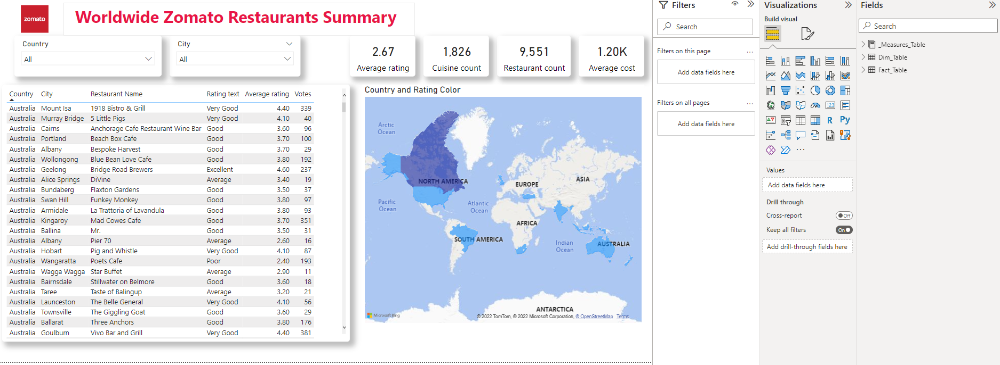 zomato
Worldwide Zomato Restaurants Summary
Country
All
City
All
2.67
Average rating
1,826
Cuisine count
9,551
Restaurant count
1.20K
Average cost
Country City Restaurant Name Rating text Average rating Votes
Australia Mount Isa 1918 Bistro & Grill Very Good 4.40 339
Australia Murray Bridge 5 Little Pigs Very Good 4.10 40
Australia Cairns Anchorage Cafe Restaurant Wine Bar Good 3.60 96
Australia Portland Beach Box Cafe Good 3.70 100
Australia Albany Bespoke Harvest Good 3.70 29
Australia Wollongong Blue Bean Love Cafe Good 3.80 192
Australia Geelong Bridge Road Brewers Excellent 4.60 237
Australia Alice Springs DiVine Average 3.40 19
Australia Bundaberg Flaxton Gardens Good 3.50 37
Australia Swan Hill Funkey Monkey Good 3.80 97
Australia Armidale La Trattoria of Lavandula Good 3.80 93
Australia Kingaroy Mad Cowes Cafe Good 3.70 351
Australia Ballina Mr. Good 3.50 31
Australia Albany Pier 70 Average 2.60 16
Australia Hobart Pig and Whistle Very Good 4.10 87
Australia Wangaratta Poets Cafe Poor 2.40 193
Australia Wagga Wagga Star Buffet Average 2.90 11
Australia Bairnsdale Stillwater on Belmore Good 3.60 18
Australia Taree Taste of Balingup Average 3.20 21
Australia Launceston The Belle General Very Good 4.10 56
Australia Townsville The Giggling Goat Good 3.60 29
Australia Ballarat Three Anchors Good 3.80 176
Australia Goulburn Vivo Bar and Grill Very Good 4.40 381
Country and Rating Color
Arctic
Ocean
NORTH AMERICA
EUROPE
ASIA
Pacific
Ocean
Atlantic
Ocean
AFRICA
SOUTH AMERICA
Indian
Ocean
AUSTRALIA
ANTARCTICA
Microsoft Bing
© 2022 TomTom, © 2022 Microsoft Corporation, © OpenStreetMap Terms
Filters
Search
Filters on this page
Add data fields here
Filters on all pages
Add data fields here
Visualizations
Build visual
123
R
Py
Values
Add data fields here
Drill through
Cross-report
Off
Keep all filters
On
Add drill-through fields here
Fields
Search
_Measures_Table
Dim_Table
Fact_Table